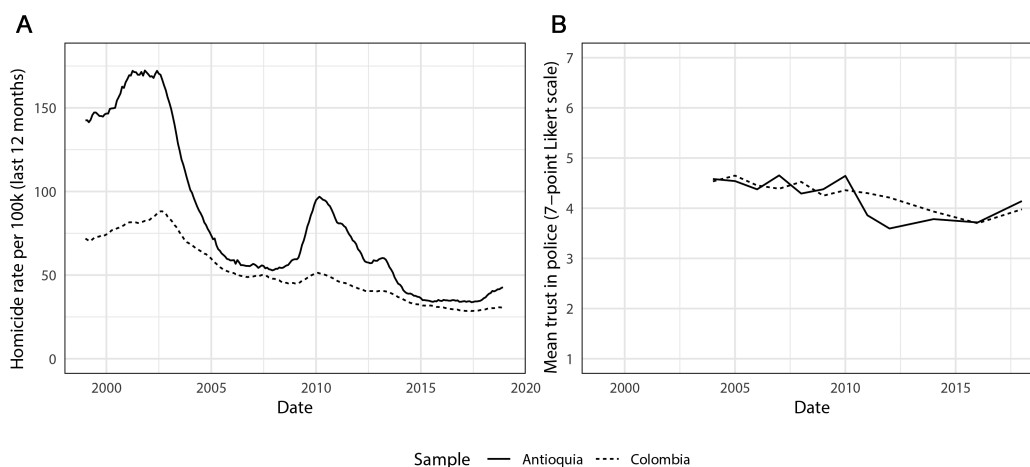 A
B
Homicide rate per 100k (last 12 months)
150
100
50
0
2000 2005 2010 2015 2020
Date
Mean trust in police (7−point Likert scale)
7
6
5
4
3
2
1
2000 2005 2010 2015
Date
Sample Antioquia Colombia